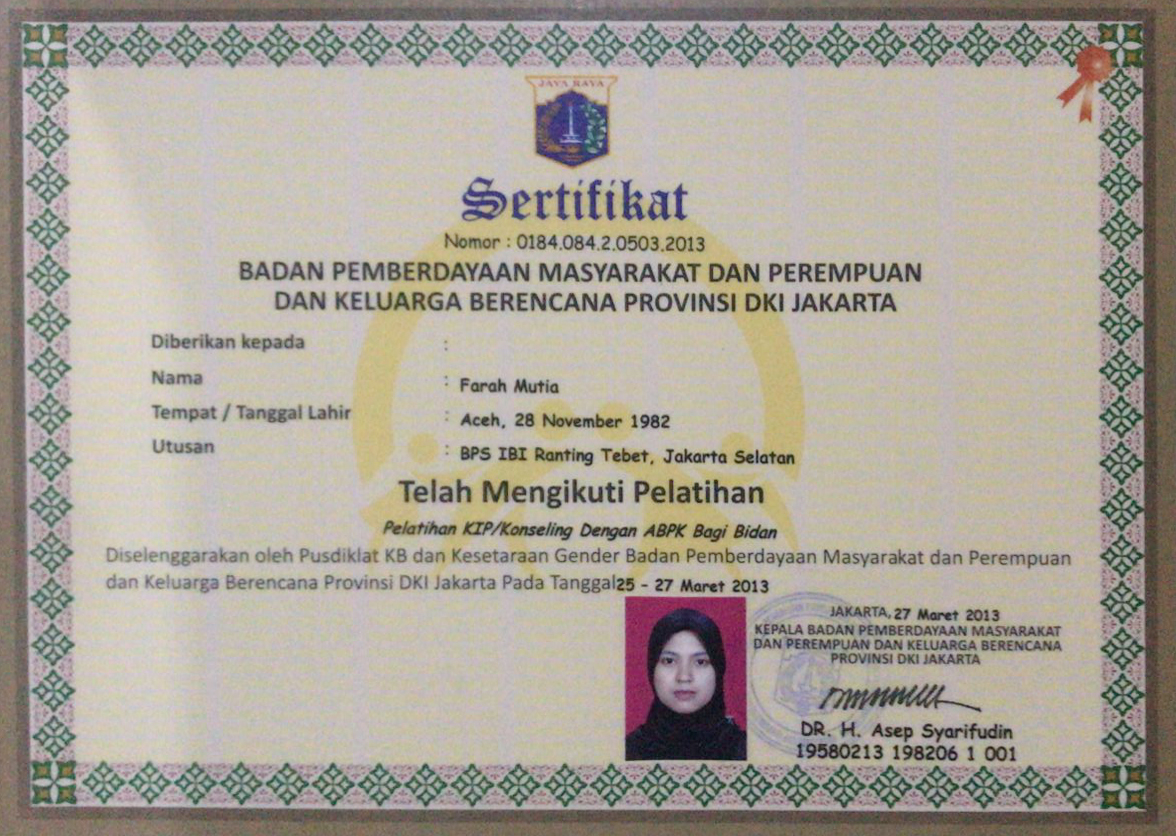 JAYA RAYA
Sertifikat
Nomor : 0184.084.2.0503.2013
BADAN PEMBERDAYAAN MASYARAKAT DAN PEREMPUAN
DAN KELUARGA BERENCANA PROVINSI DKI JAKARTA
Diberikan kepada :
Nama : Farah Mutia
Tempat / Tanggal Lahir : Aceh, 28 November 1982
Utusan : BPS IBI Ranting Tebet, Jakarta Selatan
Telah Mengikuti Pelatihan
Pelatihan KIP/Konseling Dengan ABPK Bagi Bidan
Diselenggarakan oleh Pusdiklat KB dan Kesetaraan Gender Badan Pemberdayaan Masyarakat dan Perempuan
dan Keluarga Berencana Provinsi DKI Jakarta Pada Tanggal25 - 27 Maret 2013
JAKARTA, 27 Maret 2013
KEPALA BADAN PEMBERDAYAAN MASYARAKAT
DAN PEREMPUAN DAN KELUARGA BERENCANA
PROVINSI DKI JAKARTA
DR. H. Asep Syarifudin
19580213 198206 1 001